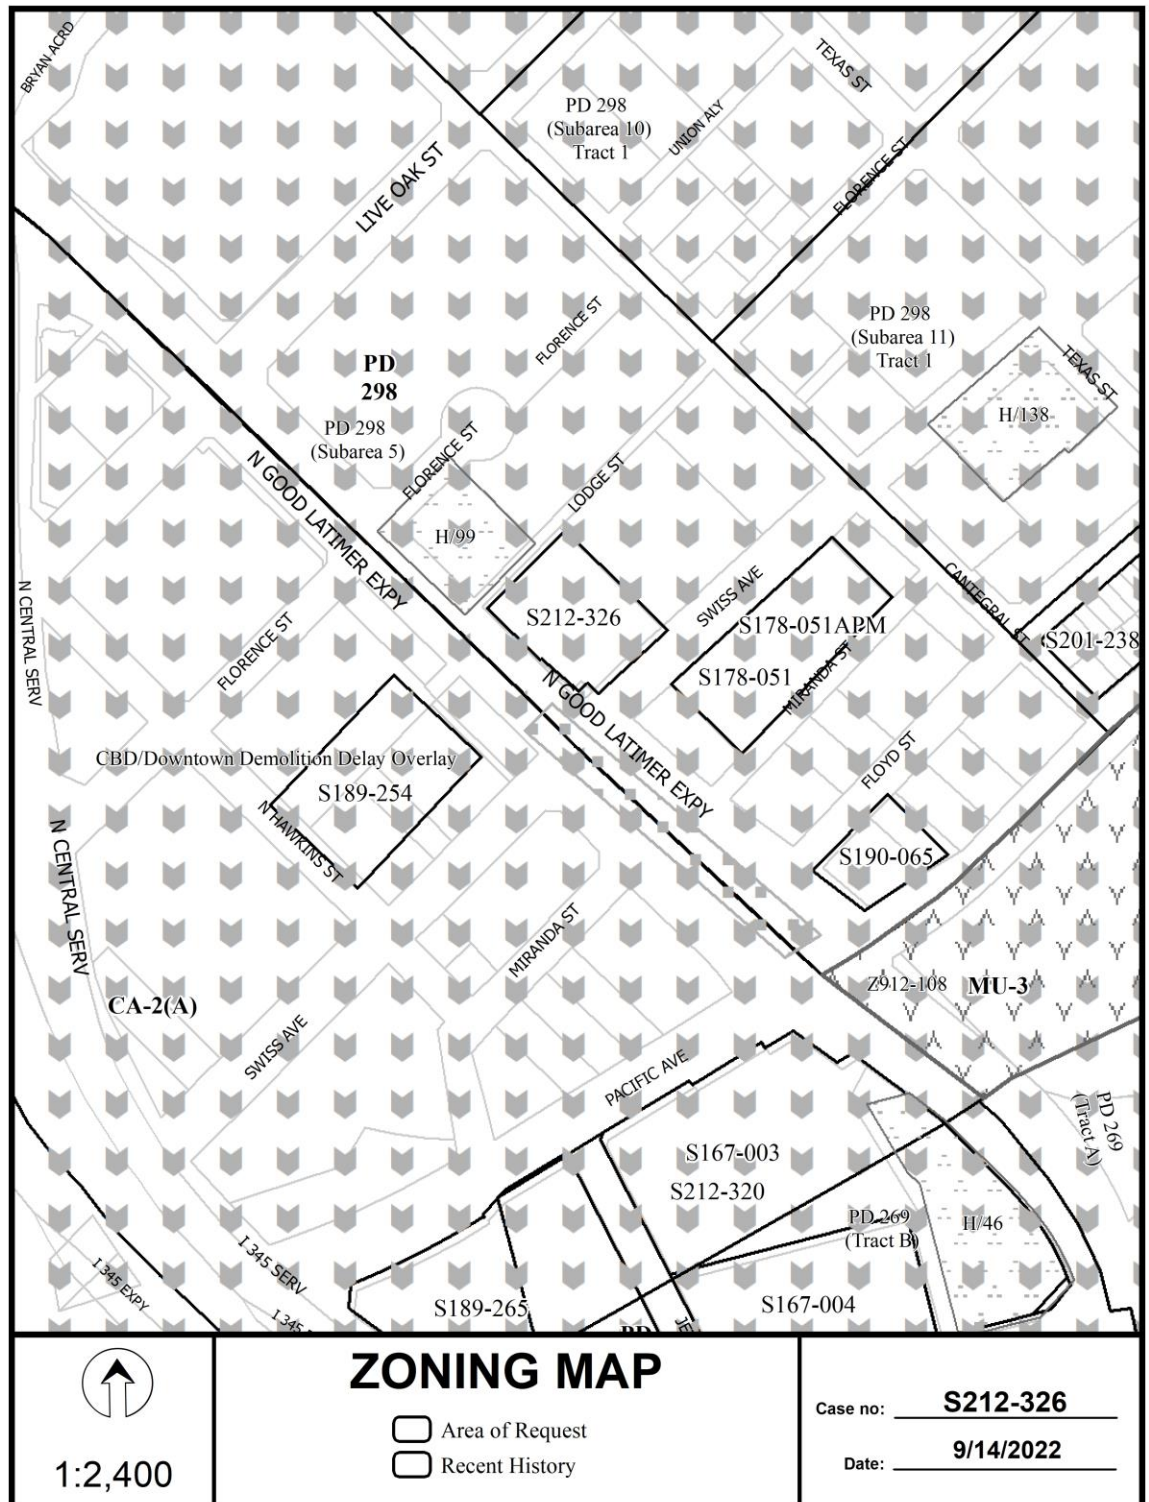 BRYAN ACRD
TEXAS ST
PD 298
(Subarea 10)
Tract 1
UNION ALY
LIVE OAK ST
FLORENCE ST
FLORENCE ST
PD 298
(Subarea 11)
Tract 1
TEXAS ST
PD
298
PD 298
(Subarea 5)
H/138
FLORENCE ST
N GOOD LATIMER EXPY
LODGE ST
H/99
N CENTRAL SERV
S212-326
SWISS AVE
CANTEGRAL ST
S178-051APM
S201-238
FLORENCE ST
S178-051
MIRANDA ST
N GOOD LATIMER EXPY
CBD/Downtown Demolition Delay Overlay
S189-254
FLOYD ST
N HAWKINS ST
N CENTRAL SERV
S190-065
MIRANDA ST
Z912-108
MU-3
CA-2(A)
SWISS AVE
PACIFIC AVE
PD 269
(Tract A)
S167-003
S212-320
PD 269
(Tract B)
H/46
I 345 SERV
I 345 EXPY
I 345
S189-265
S167-004
PD
JE
ZONING MAP
Area of Request
Recent History
1:2,400
Case no: S212-326
Date: 9/14/2022